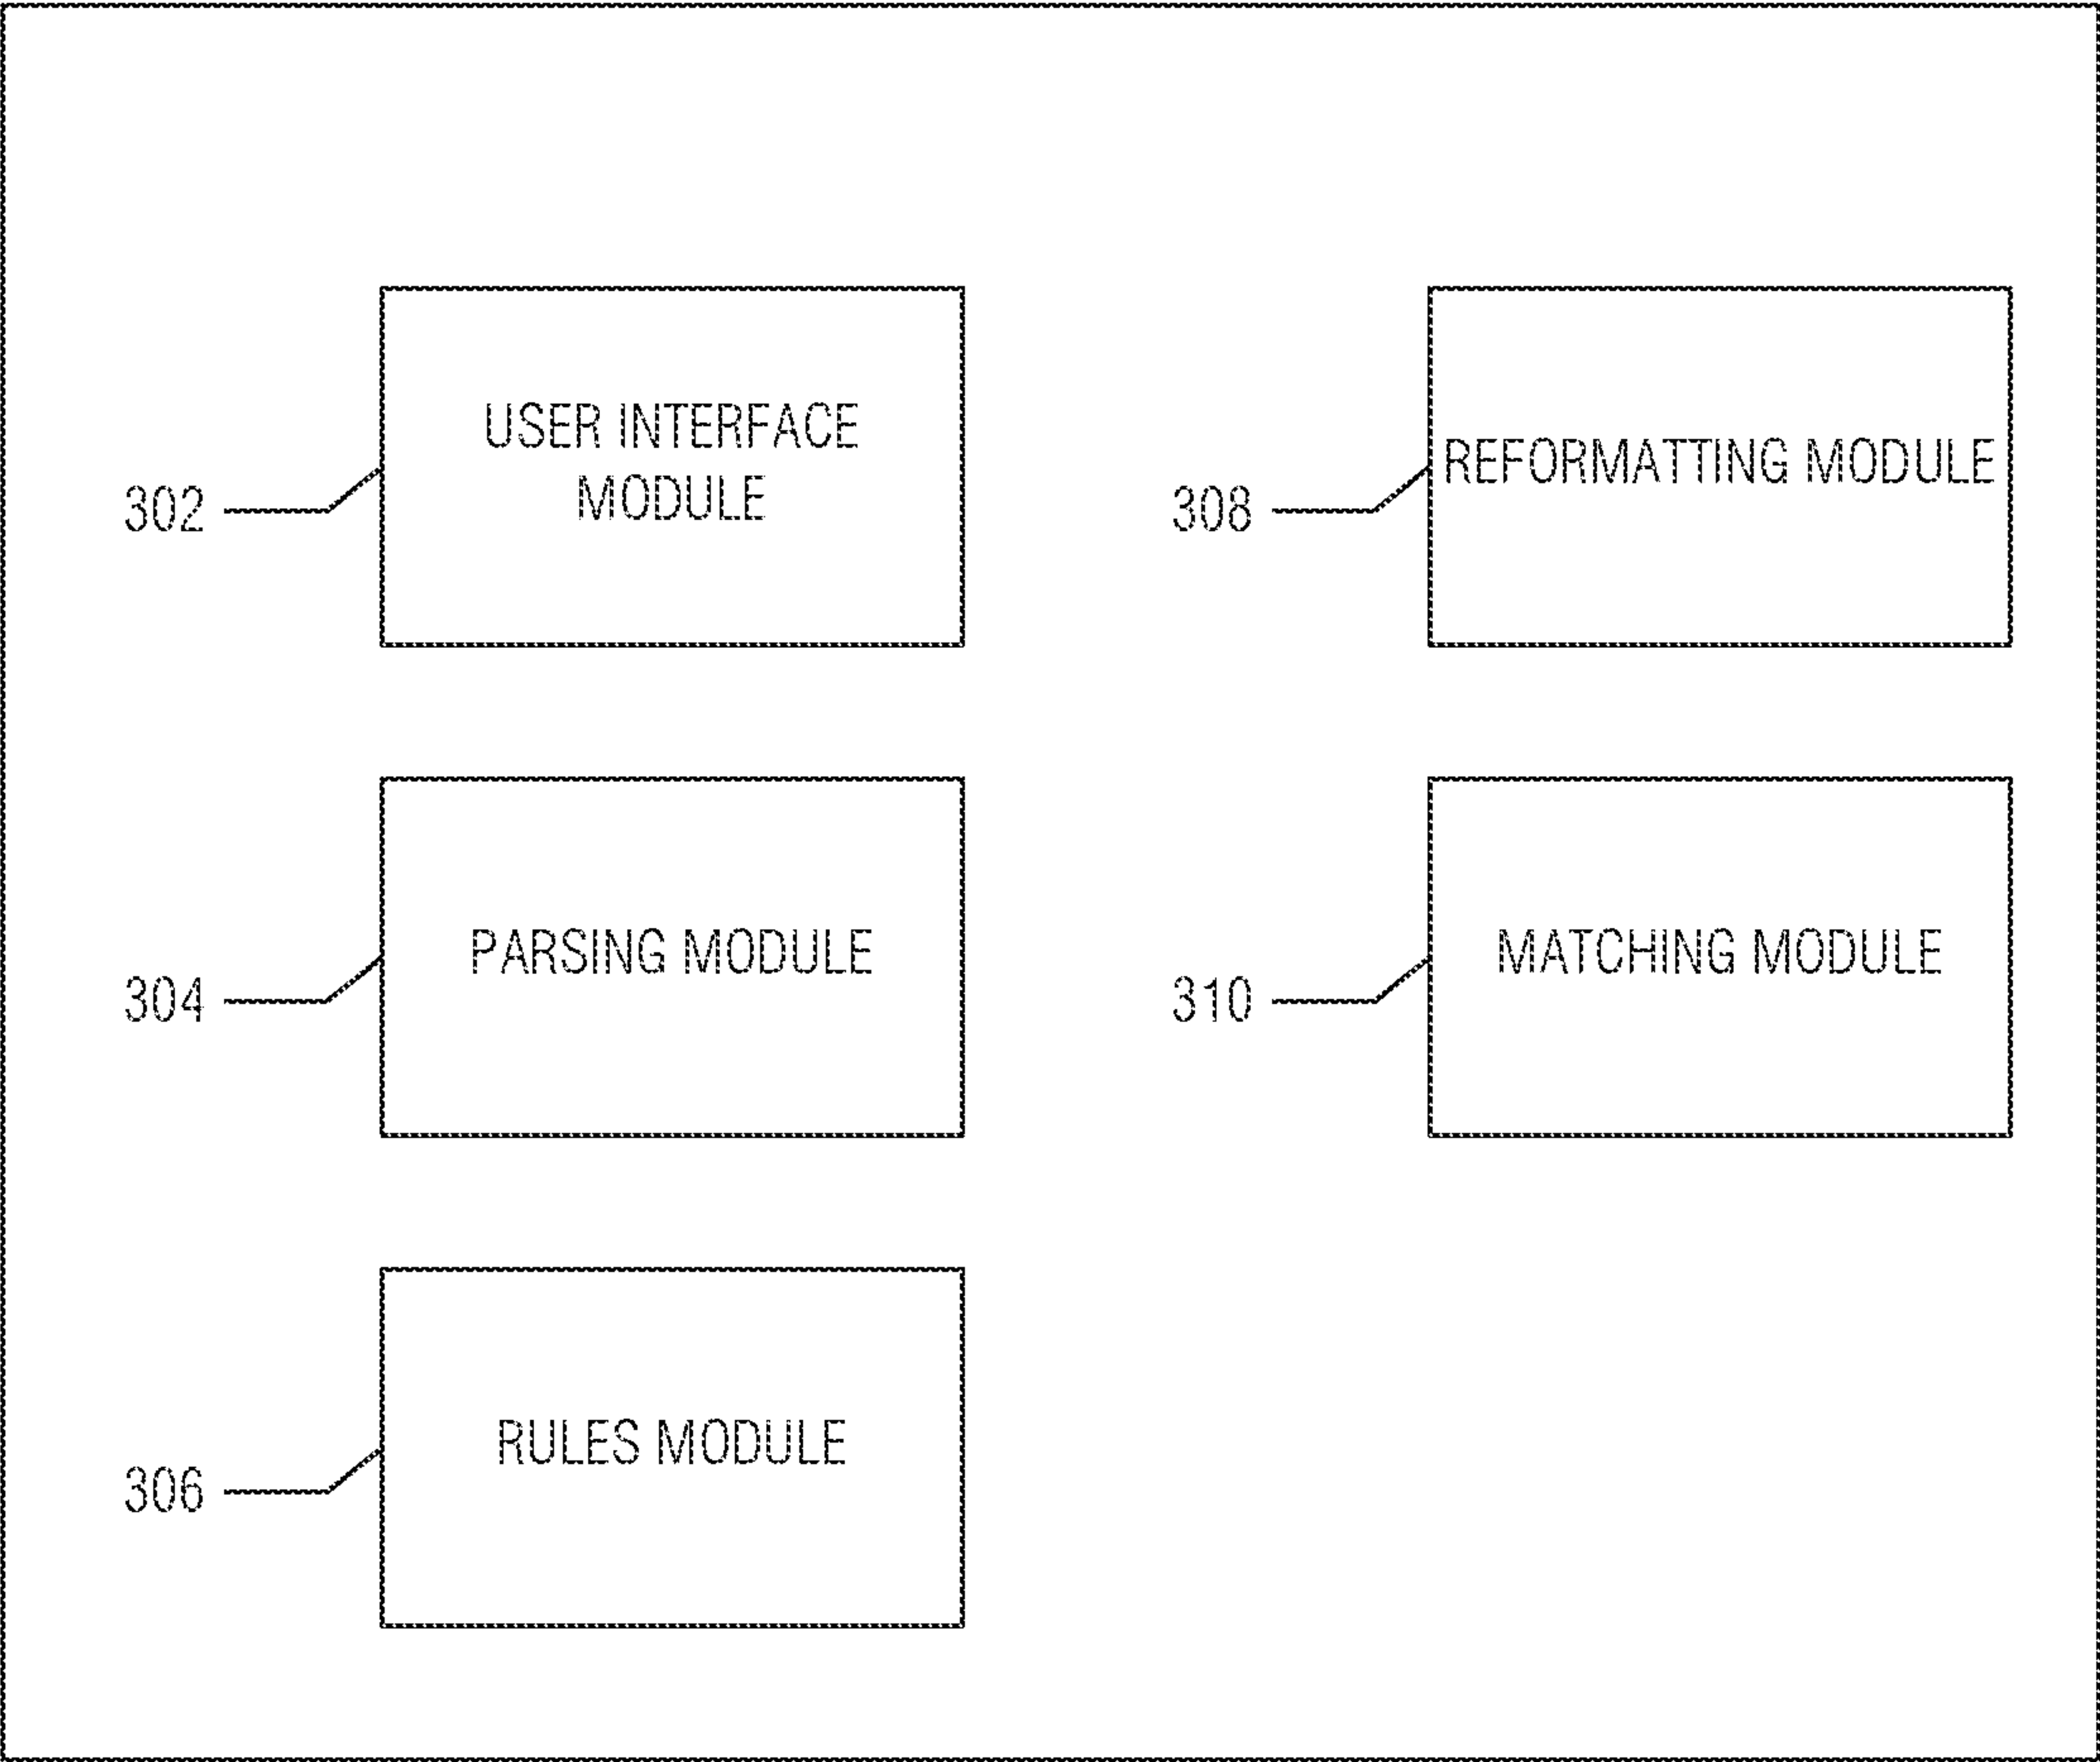 USER INTERFACE
MODULE
302
PARSING MODULE
304
RULES MODULE
306
REFORMATTING MODULE
308
MATCHING MODULE
310